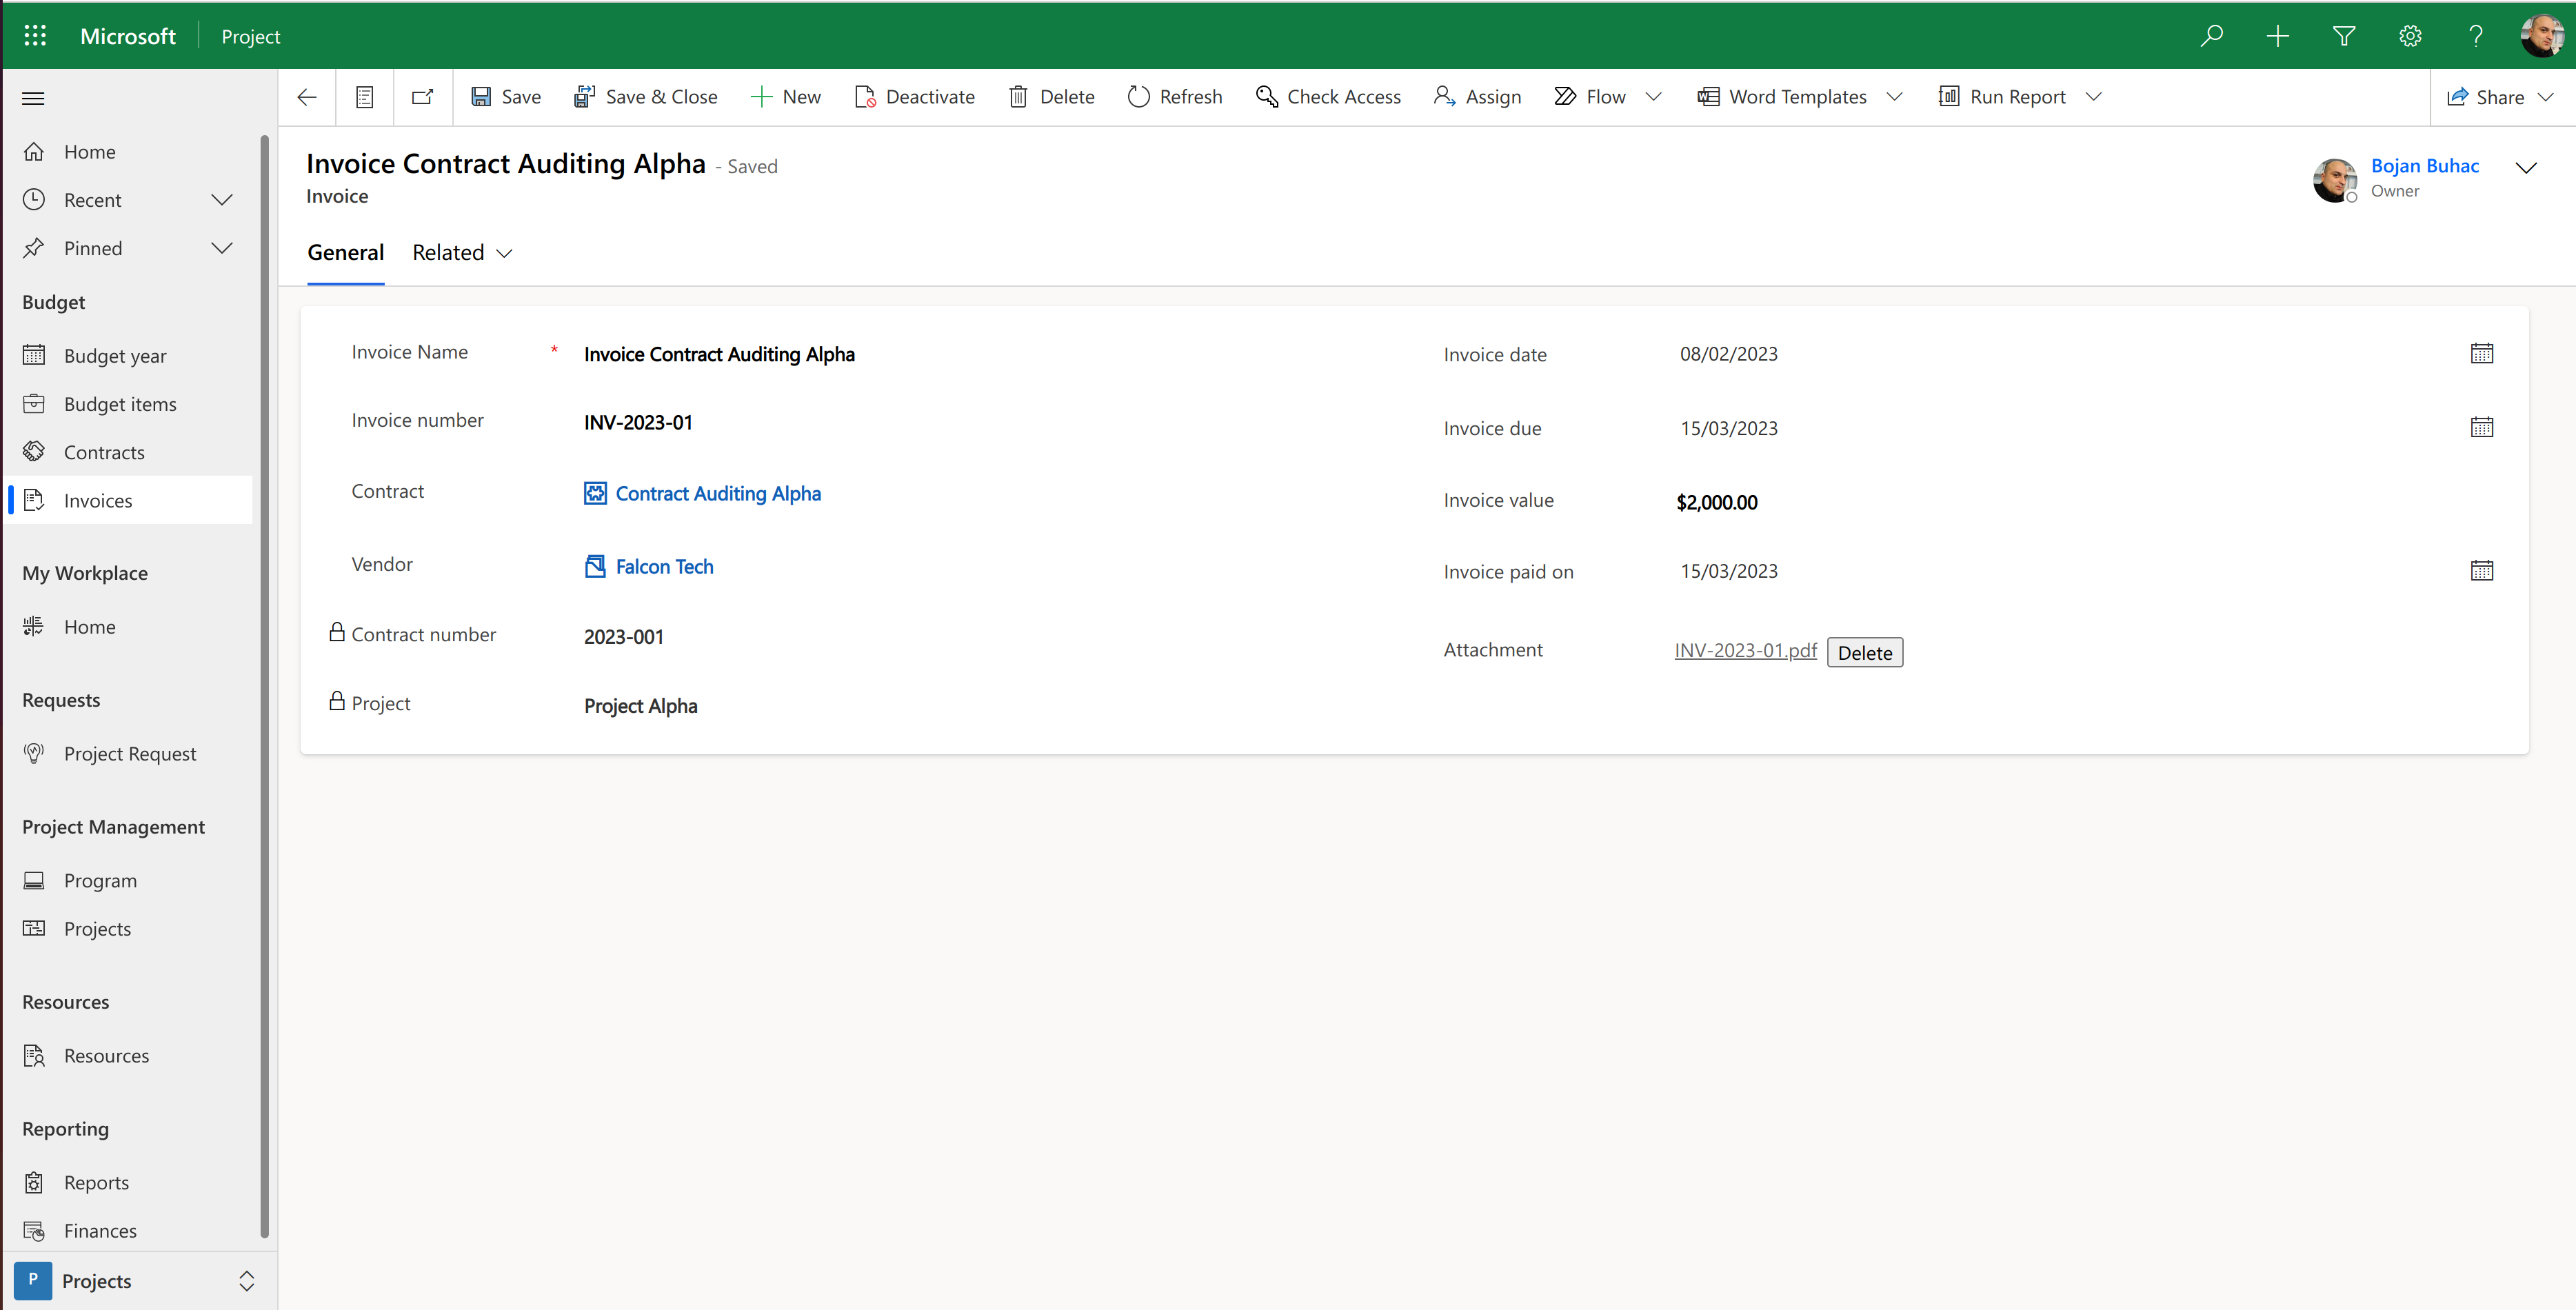 Microsoft Project
Save Save & Close New Deactivate Delete Refresh Check Access Assign Flow Word Templates Run Report Share
Home
Recent
Pinned
Budget
Budget year
Budget items
Contracts
Invoices
My Workplace
Home
Requests
Project Request
Project Management
Program
Projects
Resources
Resources
Reporting
Reports
Finances
P Projects
Invoice Contract Auditing Alpha - Saved
Invoice
Bojan Buhac
Owner
General Related
Invoice Name * Invoice Contract Auditing Alpha
Invoice number INV-2023-01
Contract Contract Auditing Alpha
Vendor Falcon Tech
Contract number 2023-001
Project Project Alpha
Invoice date 08/02/2023
Invoice due 15/03/2023
Invoice value $2,000.00
Invoice paid on 15/03/2023
Attachment INV-2023-01.pdf Delete